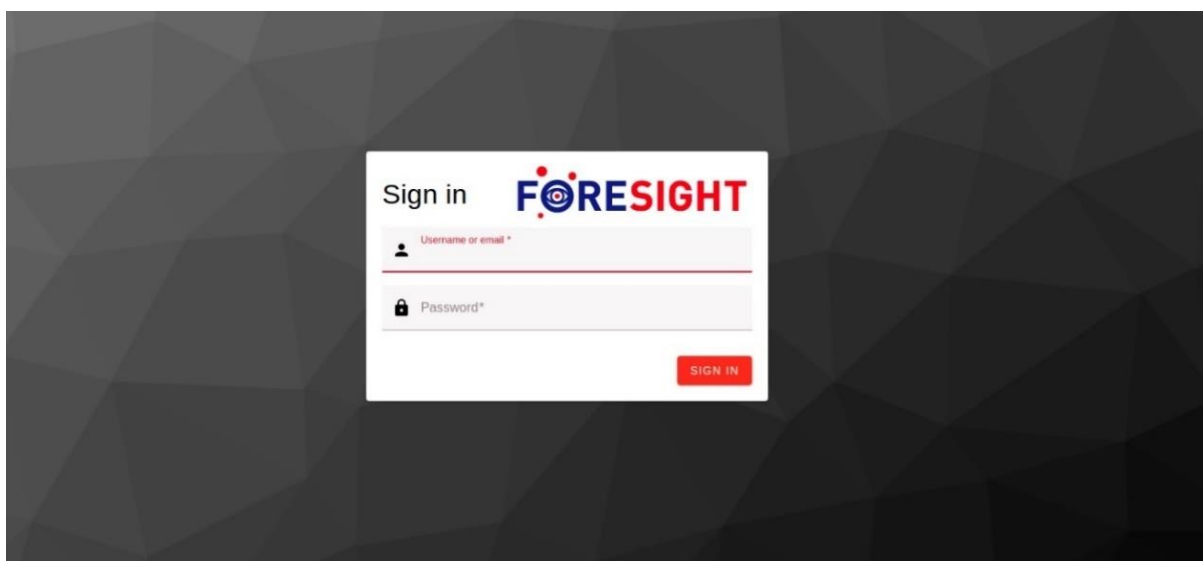 Sign in
FORESIGHT
Username or email *
Password*
SIGN IN